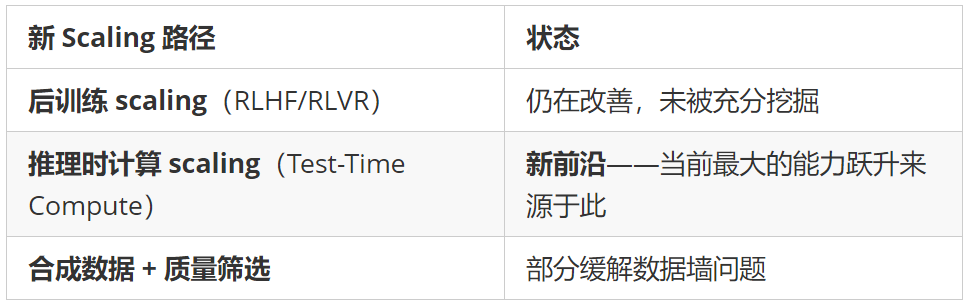 新 Scaling 路径
状态
后训练 scaling（RLHF/RLVR）
仍在改善，未被充分挖掘
推理时计算 scaling（Test-Time
Compute）
新前沿——当前最大的能力跃升来
源于此
合成数据 + 质量筛选
部分缓解数据墙问题